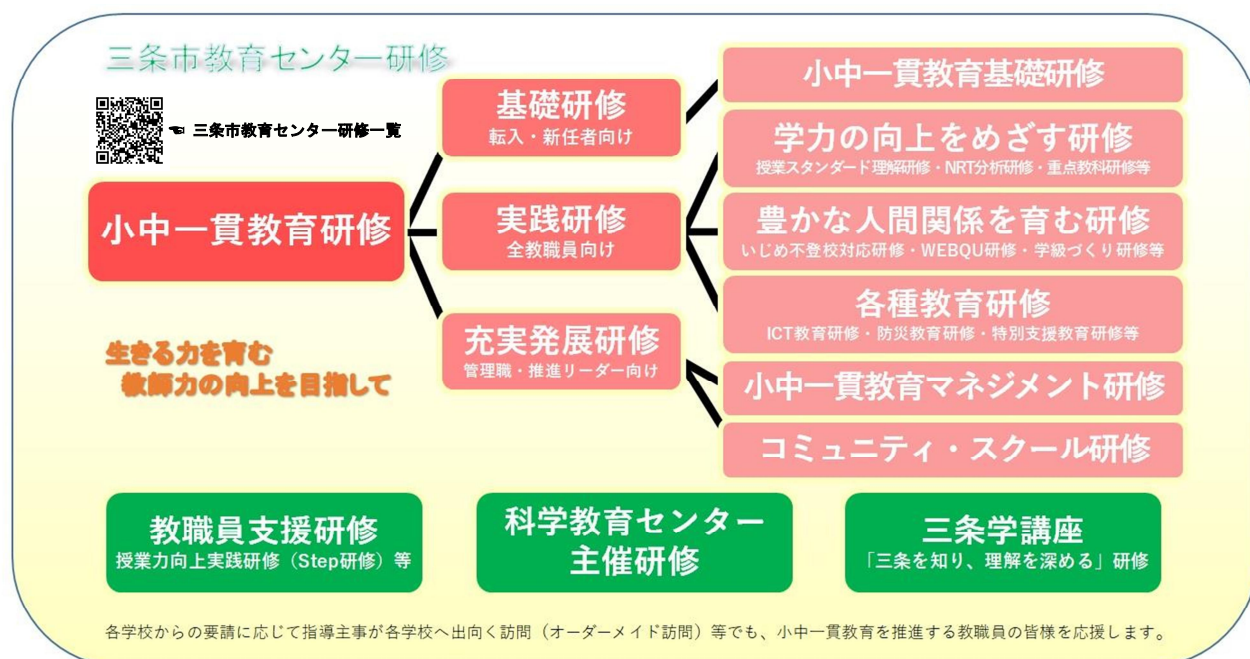 三条市教育センター研修
☜ 三条市教育センター研修一覧
小中一貫教育研修
生きる力を育む
教師力の向上を目指して
基礎研修
転入・新任者向け
実践研修
全教職員向け
充実発展研修
管理職・推進リーダー向け
小中一貫教育基礎研修
学力の向上をめざす研修
授業スタンダード理解研修・NRT分析研修・重点教科研修等
豊かな人間関係を育む研修
いじめ不登校対応研修・WEBQU研修・学級づくり研修等
各種教育研修
ICT教育研修・防災教育研修・特別支援教育研修等
小中一貫教育マネジメント研修
コミュニティ・スクール研修
教職員支援研修
授業力向上実践研修（Step研修）等
科学教育センター
主催研修
三条学講座
「三条を知り、理解を深める」研修
各学校からの要請に応じて指導主事が各学校へ出向く訪問（オーダーメイド訪問）等でも、小中一貫教育を推進する教職員の皆様を応援します。